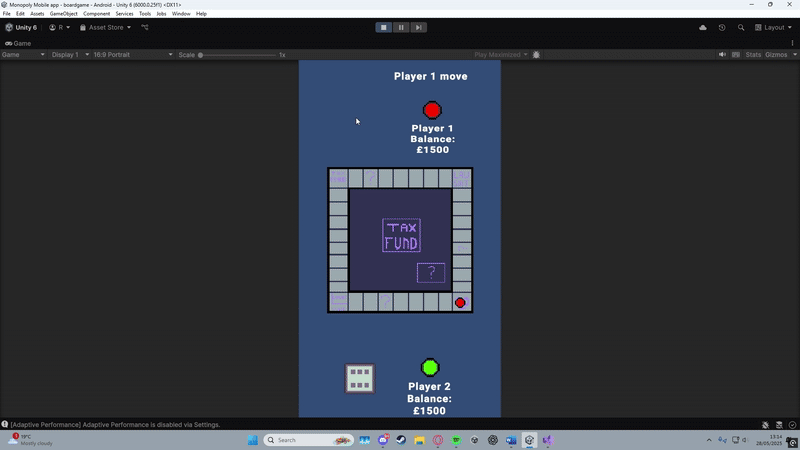 Monopoly Mobile app - boardgame - Android - Unity 6 (6000.0.25f1) <DX11>
File Edit Assets GameObject Component Services Tools Jobs Window Help
Unity 6 R Asset Store Layout
Game
Game Display 1 16:9 Portrait Scale 1x Play Maximized Stats Gizmos
Player 1 move
Player 1
Balance:
£1500
?
TAX
FUND
?
?
Player 2
Balance:
£1500
[Adaptive Performance] Adaptive Performance is disabled via Settings.
19°C
Mostly cloudy
Search
13:14
28/05/2025